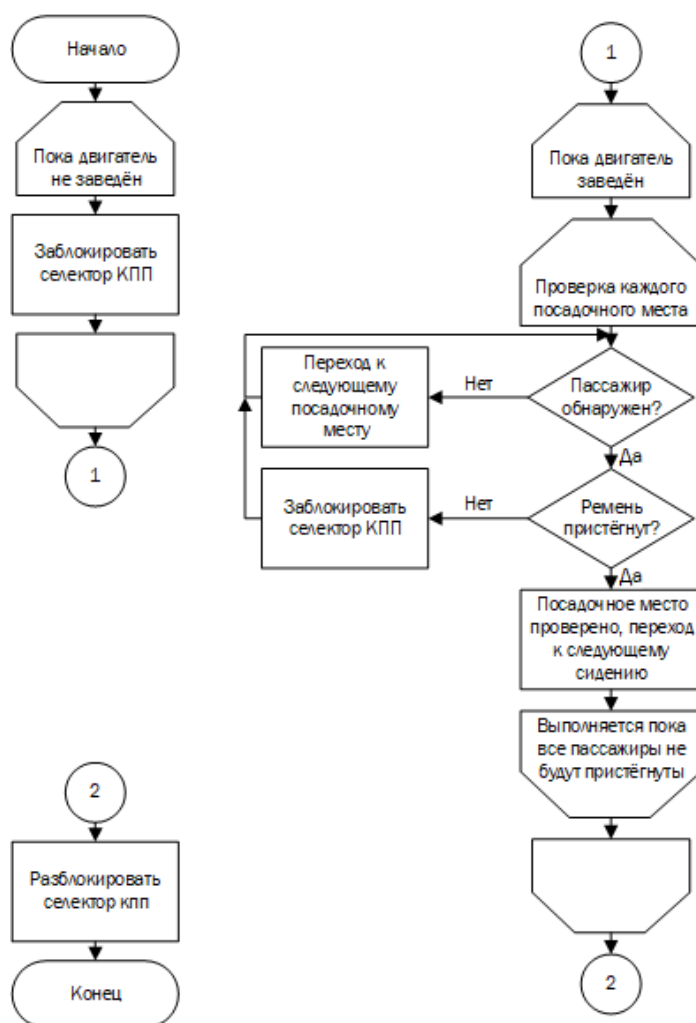 Начало
Пока двигатель
не заведён
Заблокировать
селектор КПП
1
1
Пока двигатель
заведён
Проверка каждого
посадочного места
Пассажир
обнаружен?
Нет
Переход к
следующему
посадочному
месту
Да
Ремень
пристёгнут?
Нет
Заблокировать
селектор КПП
Да
Посадочное место
проверено, переход
к следующему
сидению
Выполняется пока
все пассажиры не
будут пристёгнуты
2
2
Разблокировать
селектор кпп
Конец